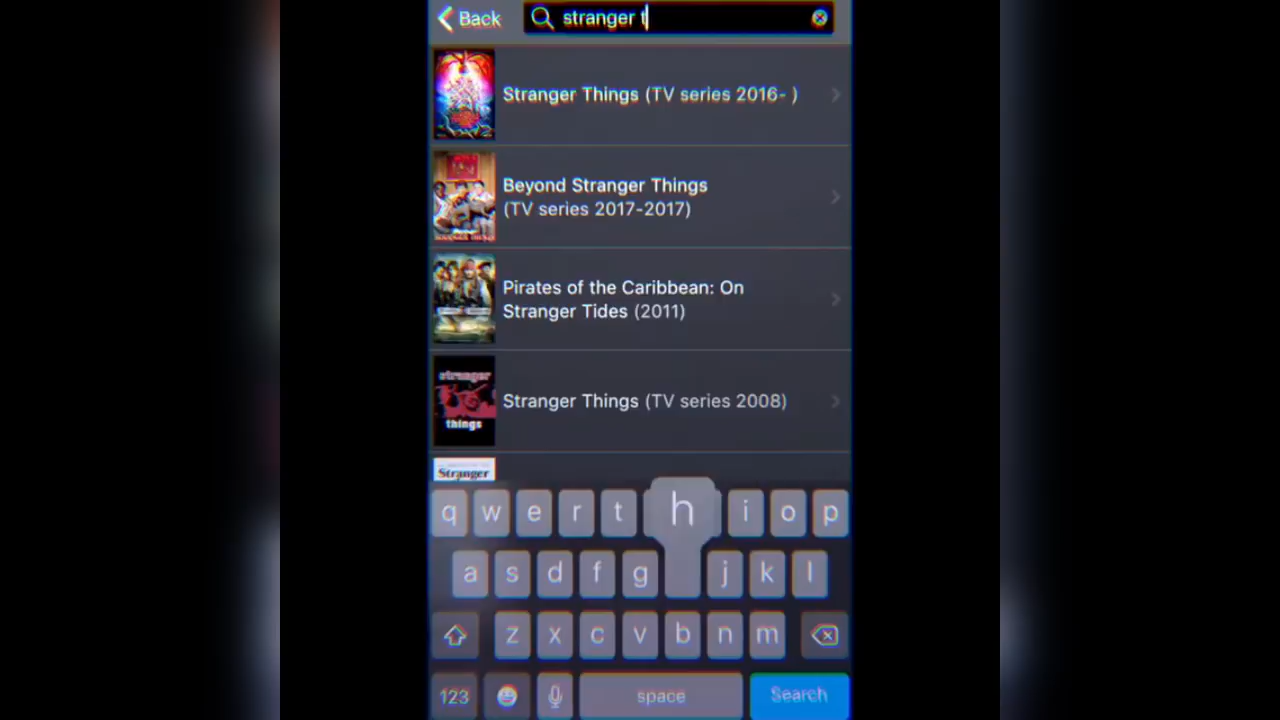 Back
stranger t
Stranger Things (TV series 2016- )
Beyond Stranger Things
(TV series 2017-2017)
Pirates of the Caribbean: On
Stranger Tides (2011)
stranger
things
Stranger Things (TV series 2008)
Stranger
q w e r t h i o p
a s d f g j k l
z x c v b n m
123 space Search